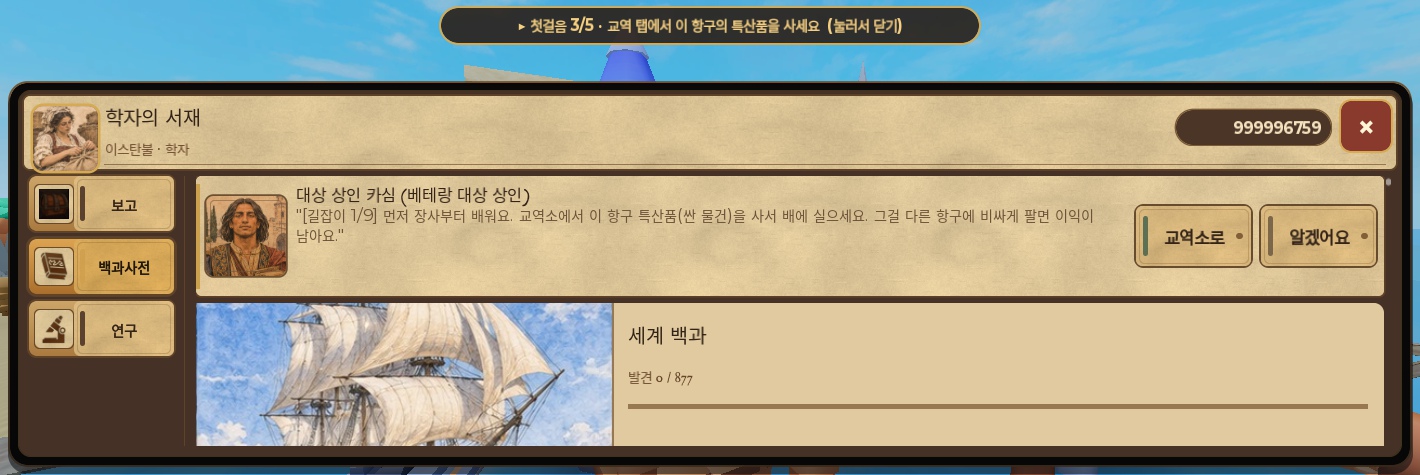 ▸ 첫걸음 3/5 · 교역 탭에서 이 항구의 특산품을 사세요 (눌러서 닫기)
학자의 서재
이스탄불 · 학자
999996759
×
보고
백과사전
연구
대상 상인 카심 (베테랑 대상 상인)
"[길잡이 1/9] 먼저 장사부터 배워요. 교역소에서 이 항구 특산품(싼 물건)을 사서 배에 실으세요. 그걸 다른 항구에 비싸게 팔면 이익이
남아요."
교역소로
알겠어요
세계 백과
발견 0 / 877